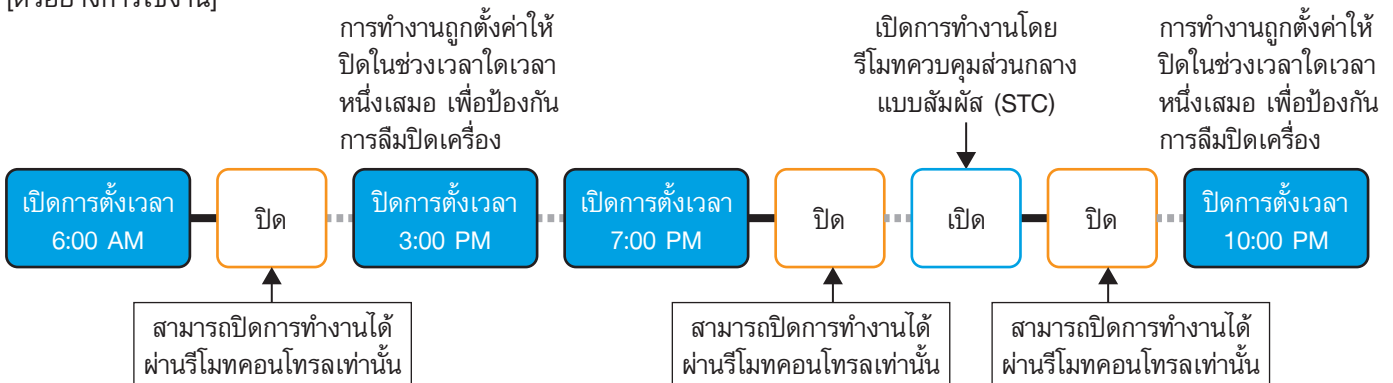 [ตัวอย่างการใช้งาน]
การทำงานถูกตั้งค่าให้
ปิดในช่วงเวลาใดเวลา
หนึ่งเสมอ เพื่อป้องกัน
การลืมปิดเครื่อง
เปิดการทำงานโดย
รีโมทควบคุมส่วนกลาง
แบบสัมผัส (STC)
การทำงานถูกตั้งค่าให้
ปิดในช่วงเวลาใดเวลา
หนึ่งเสมอ เพื่อป้องกัน
การลืมปิดเครื่อง
เปิดการตั้งเวลา
6:00 AM
ปิด
ปิดการตั้งเวลา
3:00 PM
เปิดการตั้งเวลา
7:00 PM
ปิด
เปิด
ปิด
ปิดการตั้งเวลา
10:00 PM
สามารถปิดการทำงานได้
ผ่านรีโมทคอนโทรลเท่านั้น
สามารถปิดการทำงานได้
ผ่านรีโมทคอนโทรลเท่านั้น
สามารถปิดการทำงานได้
ผ่านรีโมทคอนโทรลเท่านั้น